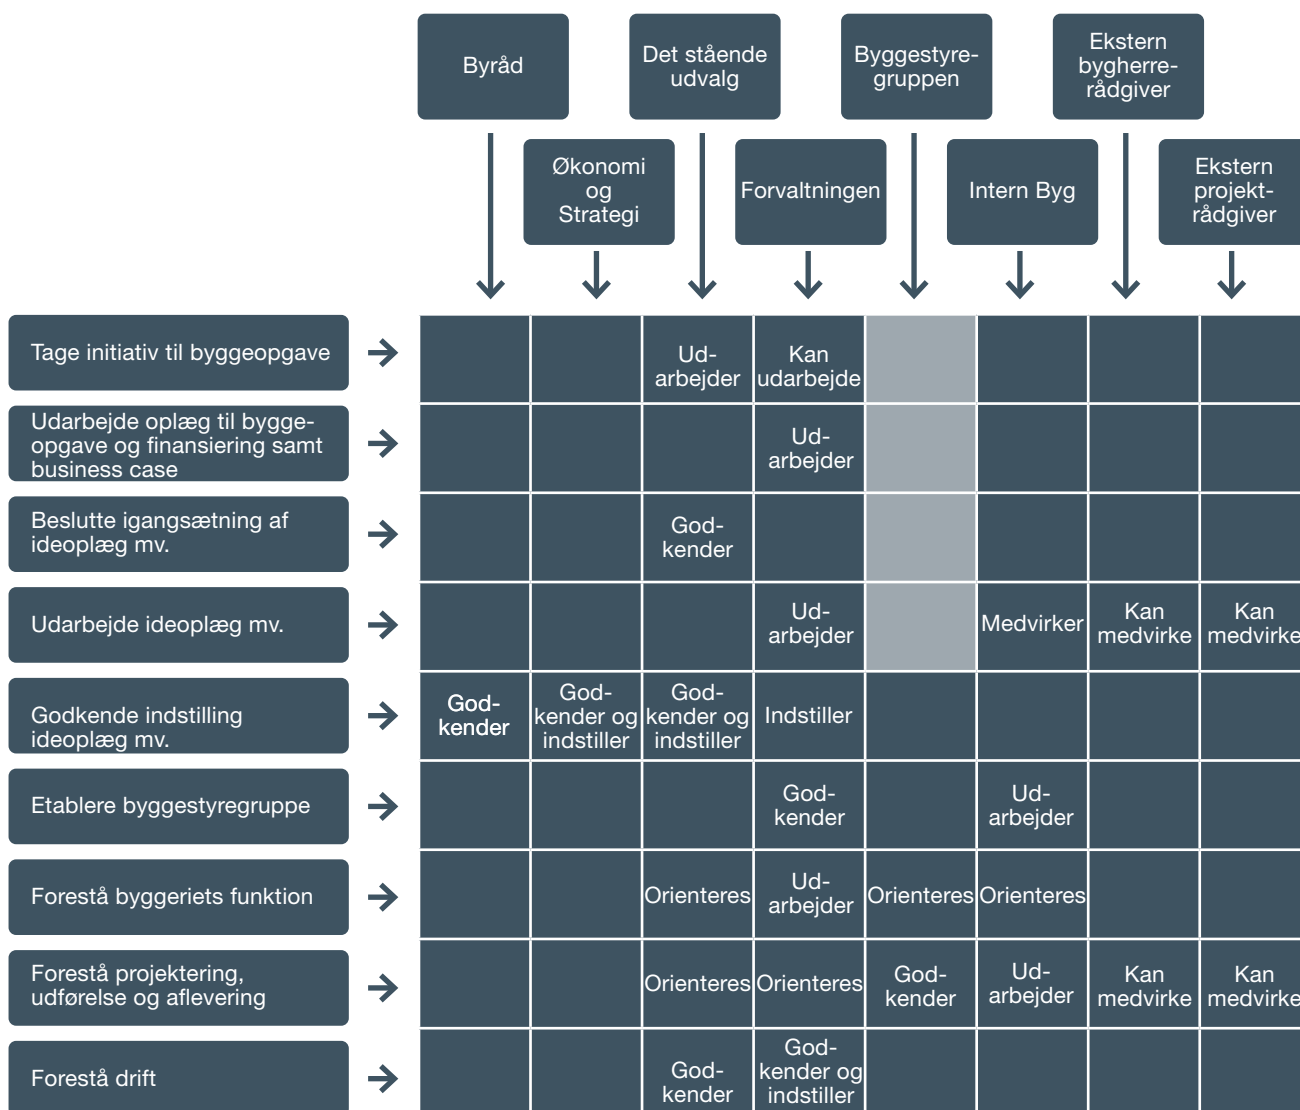 Byråd
Det stående
udvalg
Byggestyre-
gruppen
Ekstern
bygherre-
rådgiver
Økonomi
og
Strategi
Forvaltningen
Intern Byg
Ekstern
projekt-
rådgiver
Tage initiativ til byggeopgave
Ud-
arbejder
Kan
udarbejde
Udarbejde oplæg til bygge-
opgave og finansiering samt
business case
Ud-
arbejder
Beslutte igangsætning af
ideoplæg mv.
God-
kender
Udarbejde ideoplæg mv.
Ud-
arbejder
Medvirker
Kan
medvirke
Kan
medvirke
Godkende indstilling
ideoplæg mv.
God-
kender
God-
kender og
indstiller
God-
kender og
indstiller
Indstiller
Etablere byggestyregruppe
God-
kender
Ud-
arbejder
Forestå byggeriets funktion
Orienteres
Ud-
arbejder
Orienteres
Orienteres
Forestå projektering,
udførelse og aflevering
Orienteres
Orienteres
God-
kender
Ud-
arbejder
Kan
medvirke
Kan
medvirke
Forestå drift
God-
kender
God-
kender og
indstiller